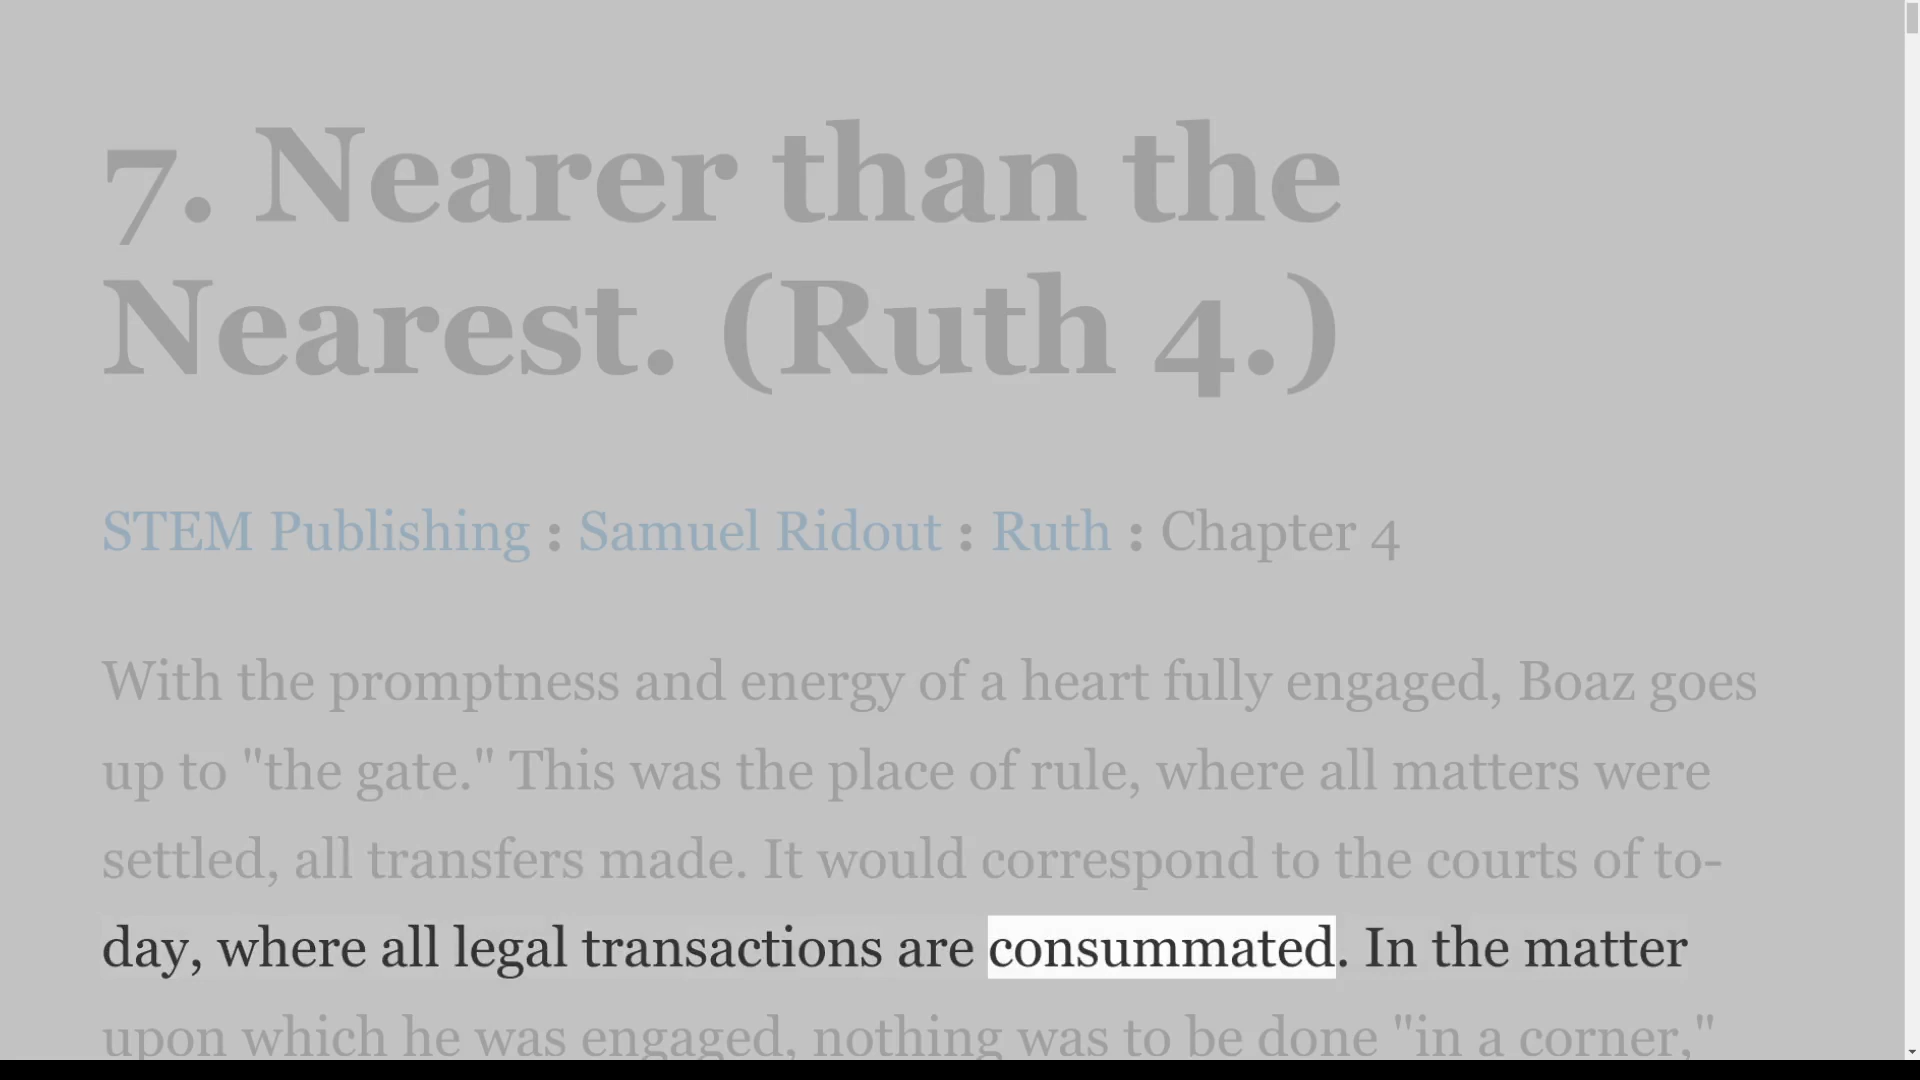 7. Nearer than the
Nearest. (Ruth 4.)
STEM Publishing : Samuel Ridout : Ruth : Chapter 4
With the promptness and energy of a heart fully engaged, Boaz goes
up to "the gate." This was the place of rule, where all matters were
settled, all transfers made. It would correspond to the courts of to-
day, where all legal transactions are consummated. In the matter
upon which he was engaged, nothing was to be done "in a corner,"